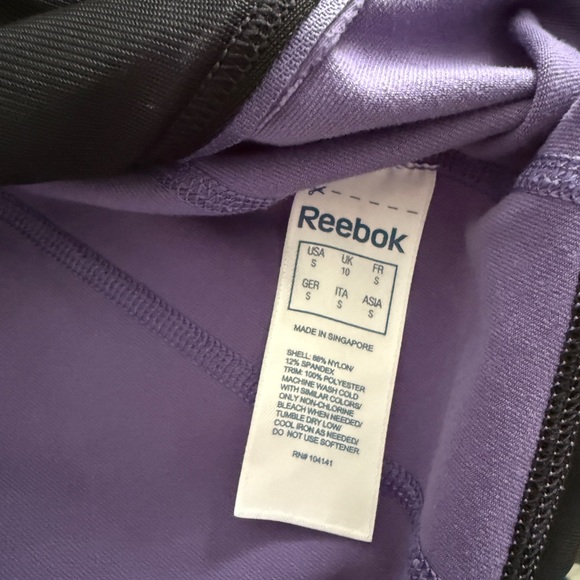 Reebok
USA UK FR
S 10 S
GER ITA ASIA
S S S
MADE IN SINGAPORE
SHELL: 88% NYLON/
12% SPANDEX
TRIM: 100% POLYESTER
MACHINE WASH COLD
WITH SIMILAR COLORS/
ONLY NON-CHLORINE
BLEACH WHEN NEEDED/
TUMBLE DRY LOW/
COOL IRON AS NEEDED/
DO NOT USE SOFTENER
RN# 104141